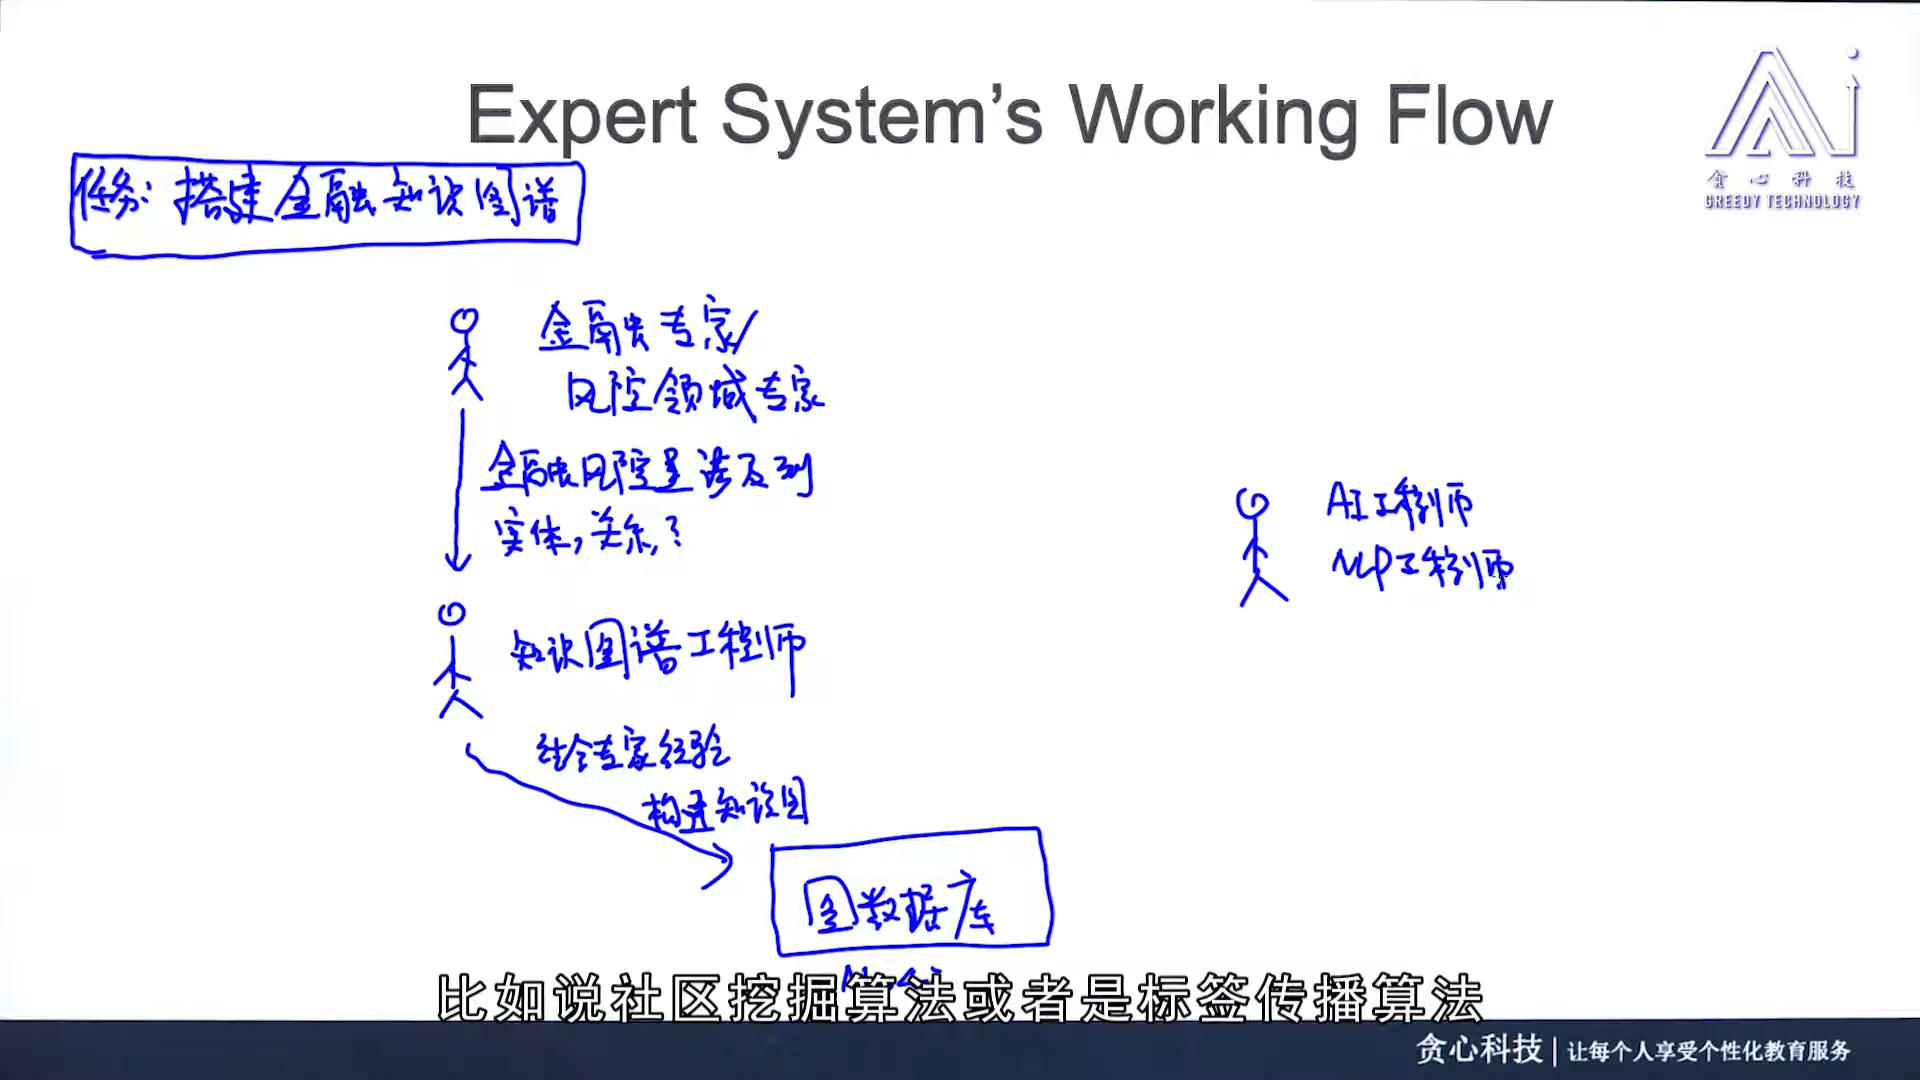 Expert System’s Working Flow
贪心科技
GREEDY TECHNOLOGY
任务：搭建金融知识图谱
金融专家/
风控领域专家
金融风控里涉及到
实体，关系？
AI工程师
NLP工程师
知识图谱工程师
结合专家经验
构建知识图
图数据库
比如说社区挖掘算法或者是标签传播算法
贪心科技 | 让每个人享受个性化教育服务